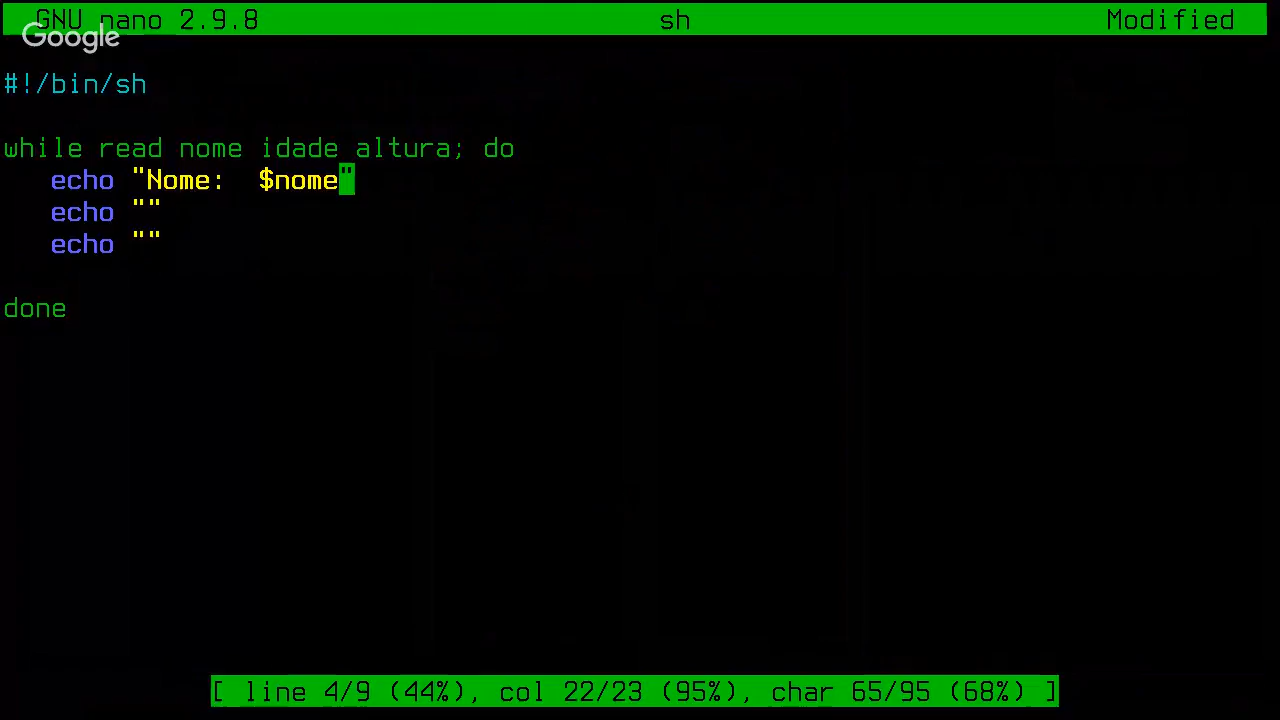 GNU nano 2.9.8 sh Modified
Google
#!/bin/sh
while read nome idade altura; do
echo "Nome:  $nome"
echo ""
echo ""
done
[ line 4/9 (44%), col 22/23 (95%), char 65/95 (68%) ]